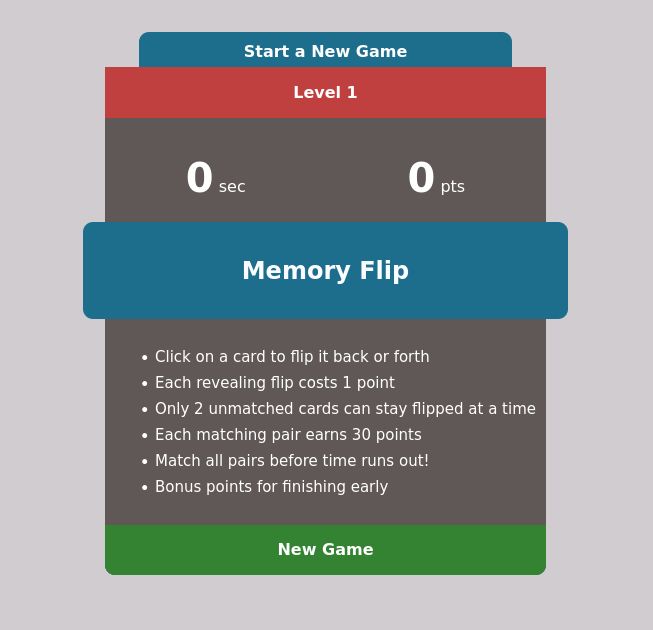 Start a New Game
Level 1
0 sec 0 pts
Memory Flip
• Click on a card to flip it back or forth
• Each revealing flip costs 1 point
• Only 2 unmatched cards can stay flipped at a time
• Each matching pair earns 30 points
• Match all pairs before time runs out!
• Bonus points for finishing early
New Game